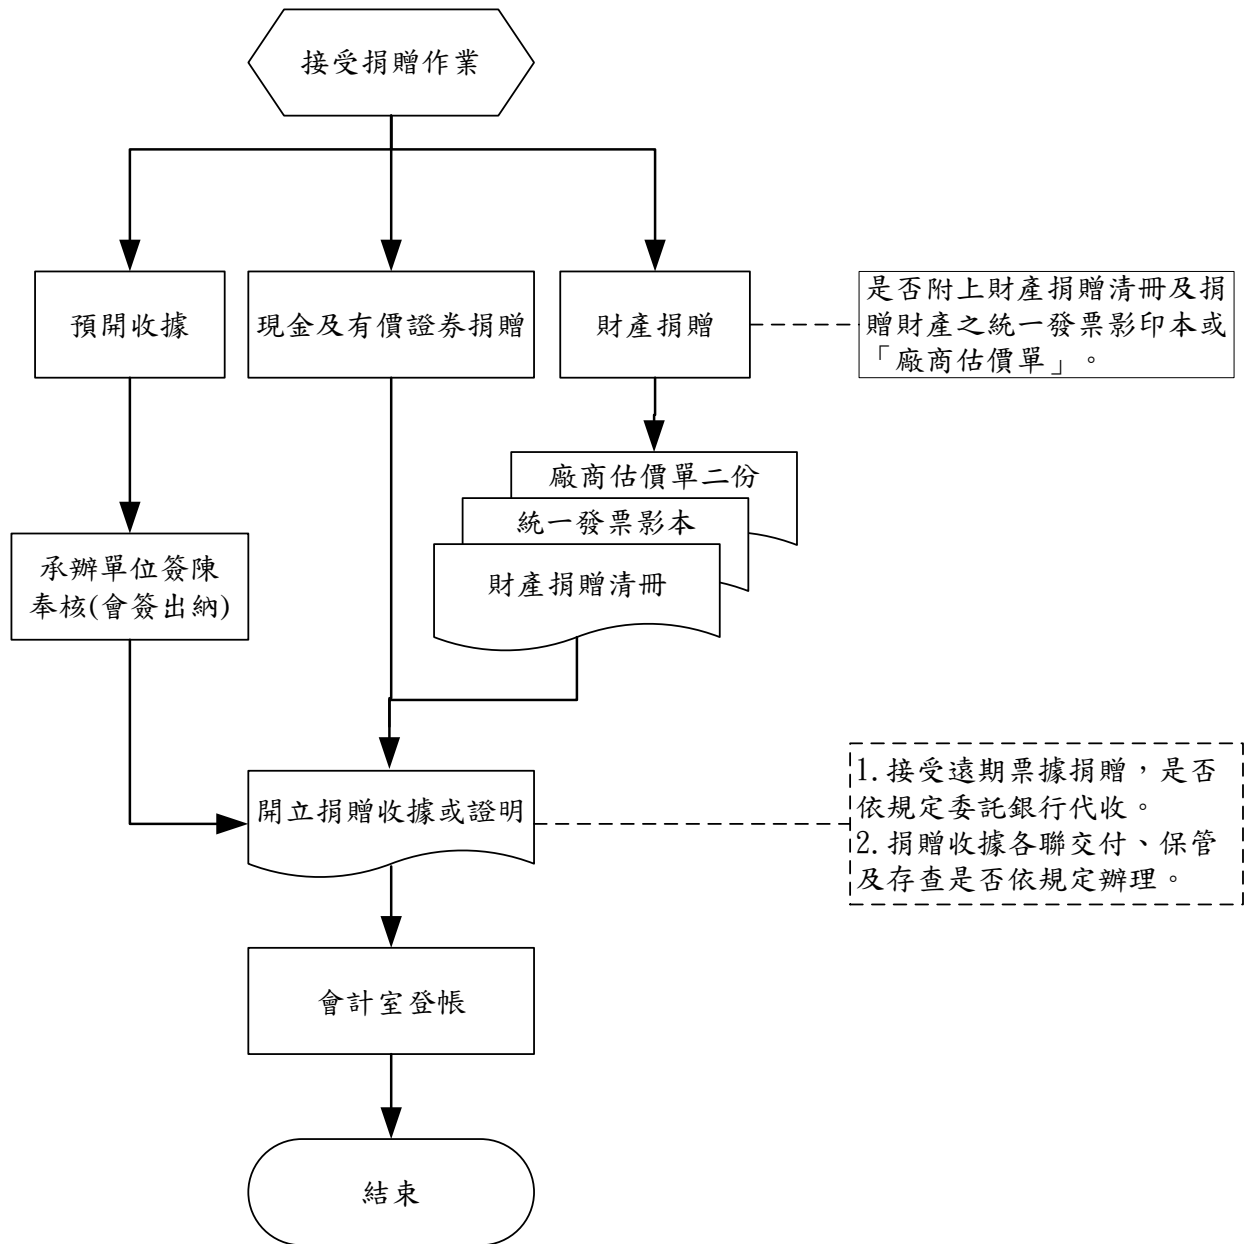 接受捐贈作業
預開收據
現金及有價證券捐贈
財產捐贈
是否附上財產捐贈清冊及捐
贈財產之統一發票影印本或
「廠商估價單」。
廠商估價單二份
統一發票影本
財產捐贈清冊
承辦單位簽陳
奉核(會簽出納)
開立捐贈收據或證明
1.接受遠期票據捐贈，是否
依規定委託銀行代收。
2.捐贈收據各聯交付、保管
及存查是否依規定辦理。
會計室登帳
結束